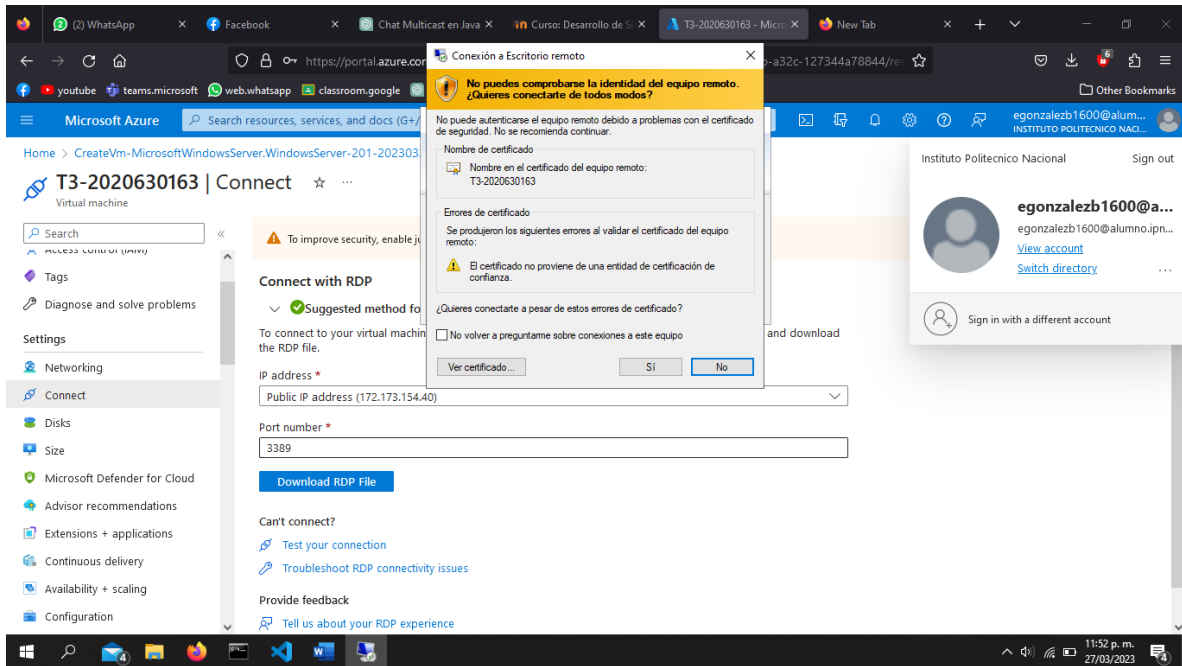 (2) WhatsApp
Facebook
Chat Multicast en Java
Curso: Desarrollo de Si
T3-2020630163 - Micro
New Tab
https://portal.azure.cor
o-a32c-127344a78844/re
6
youtube
teams.microsoft
web.whatsapp
classroom.google
Other Bookmarks
Microsoft Azure
Search resources, services, and docs (G+/
egonzalezb1600@alum...
INSTITUTO POLITECNICO NACI...
Home > CreateVm-MicrosoftWindowsServer.WindowsServer-201-202303
T3-2020630163 | Connect
Virtual machine
Search
Access control (IAM)
Tags
Diagnose and solve problems
Settings
Networking
Connect
Disks
Size
Microsoft Defender for Cloud
Advisor recommendations
Extensions + applications
Continuous delivery
Availability + scaling
Configuration
To improve security, enable ju
Connect with RDP
Suggested method fo
To connect to your virtual machin
and download
the RDP file.
IP address *
Public IP address (172.173.154.40)
Port number *
3389
Download RDP File
Can't connect?
Test your connection
Troubleshoot RDP connectivity issues
Provide feedback
Tell us about your RDP experience
Conexión a Escritorio remoto
No puedes comprobarse la identidad del equipo remoto.
¿Quieres conectarte de todos modos?
No puede autenticarse el equipo remoto debido a problemas con el certificado
de seguridad. No se recomienda continuar.
Nombre de certificado
Nombre en el certificado del equipo remoto:
T3-2020630163
Errores de certificado
Se produjeron los siguientes errores al validar el certificado del equipo
remoto:
El certificado no proviene de una entidad de certificación de
confianza.
¿Quieres conectarte a pesar de estos errores de certificado?
No volver a preguntarme sobre conexiones a este equipo
Ver certificado...
Sí
No
Instituto Politecnico Nacional
Sign out
egonzalezb1600@a...
egonzalezb1600@alumno.ipn...
View account
Switch directory
...
Sign in with a different account
4
11:52 p. m.
27/03/2023
4